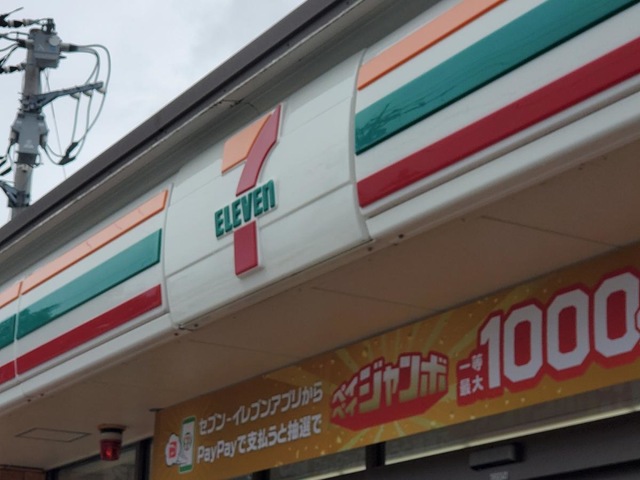 7
ELEVEn
セブン-イレブンアプリから
PayPayで支払うと抽選で
ペイペイ
ジャンボ
一等
最大
1000